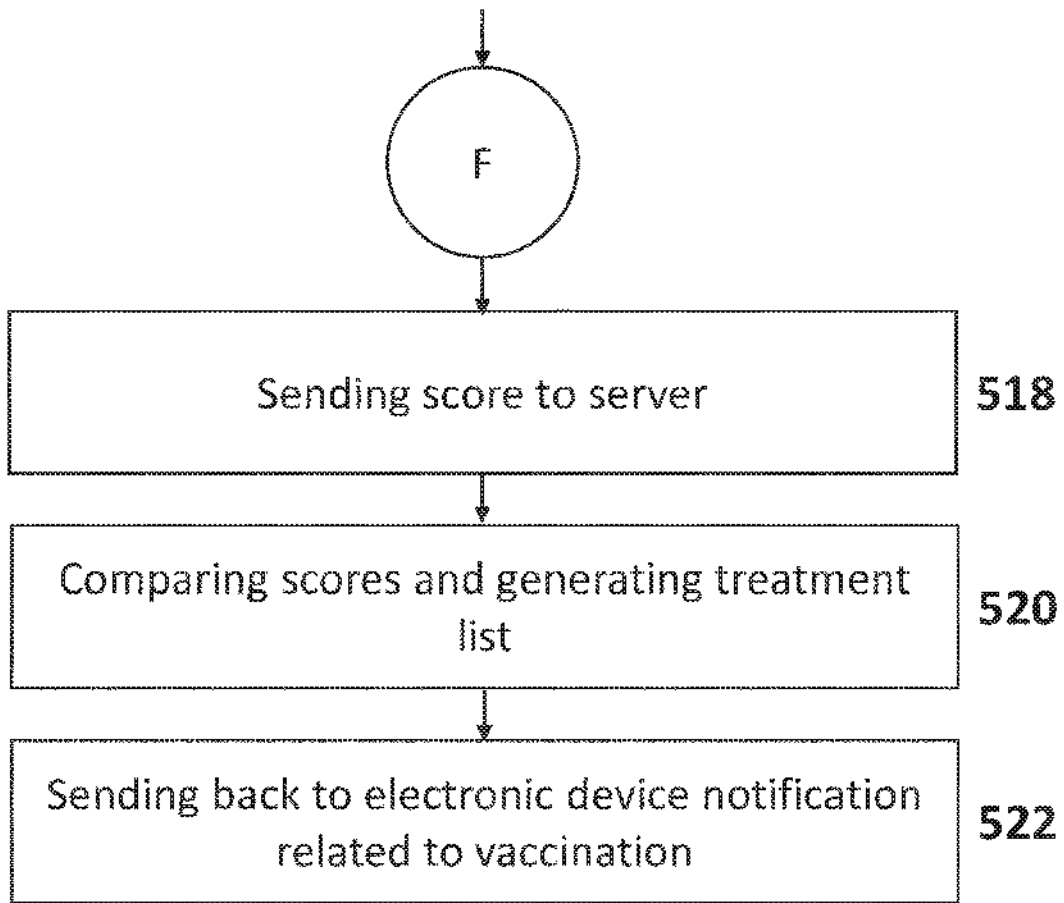 F
Sending score to server
518
Comparing scores and generating treatment
list
520
Sending back to electronic device notification
related to vaccination
522